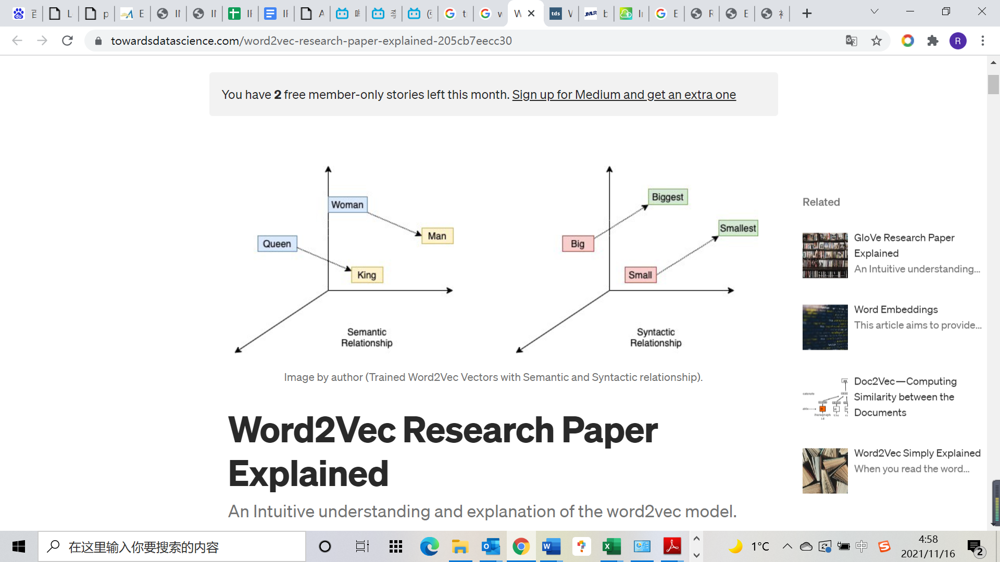 L
p
E
tds
JMLR
b
E
R
E
towardsdatascience.com/word2vec-research-paper-explained-205cb7eecc30
R
You have 2 free member-only stories left this month. Sign up for Medium and get an extra one
Woman
Man
Queen
King
Semantic
Relationship
Biggest
Smallest
Big
Small
Syntactic
Relationship
Image by author (Trained Word2Vec Vectors with Semantic and Syntactic relationship).
Word2Vec Research Paper
Explained
An Intuitive understanding and explanation of the word2vec model.
Related
GloVe Research Paper
Explained
An Intuitive understanding...
Word Embeddings
This article aims to provide...
Doc2Vec—Computing
Similarity between the
Documents
Word2Vec Simply Explained
When you read the word...
在这里输入你要搜索的内容
1°C
中
4:58
2021/11/16
2